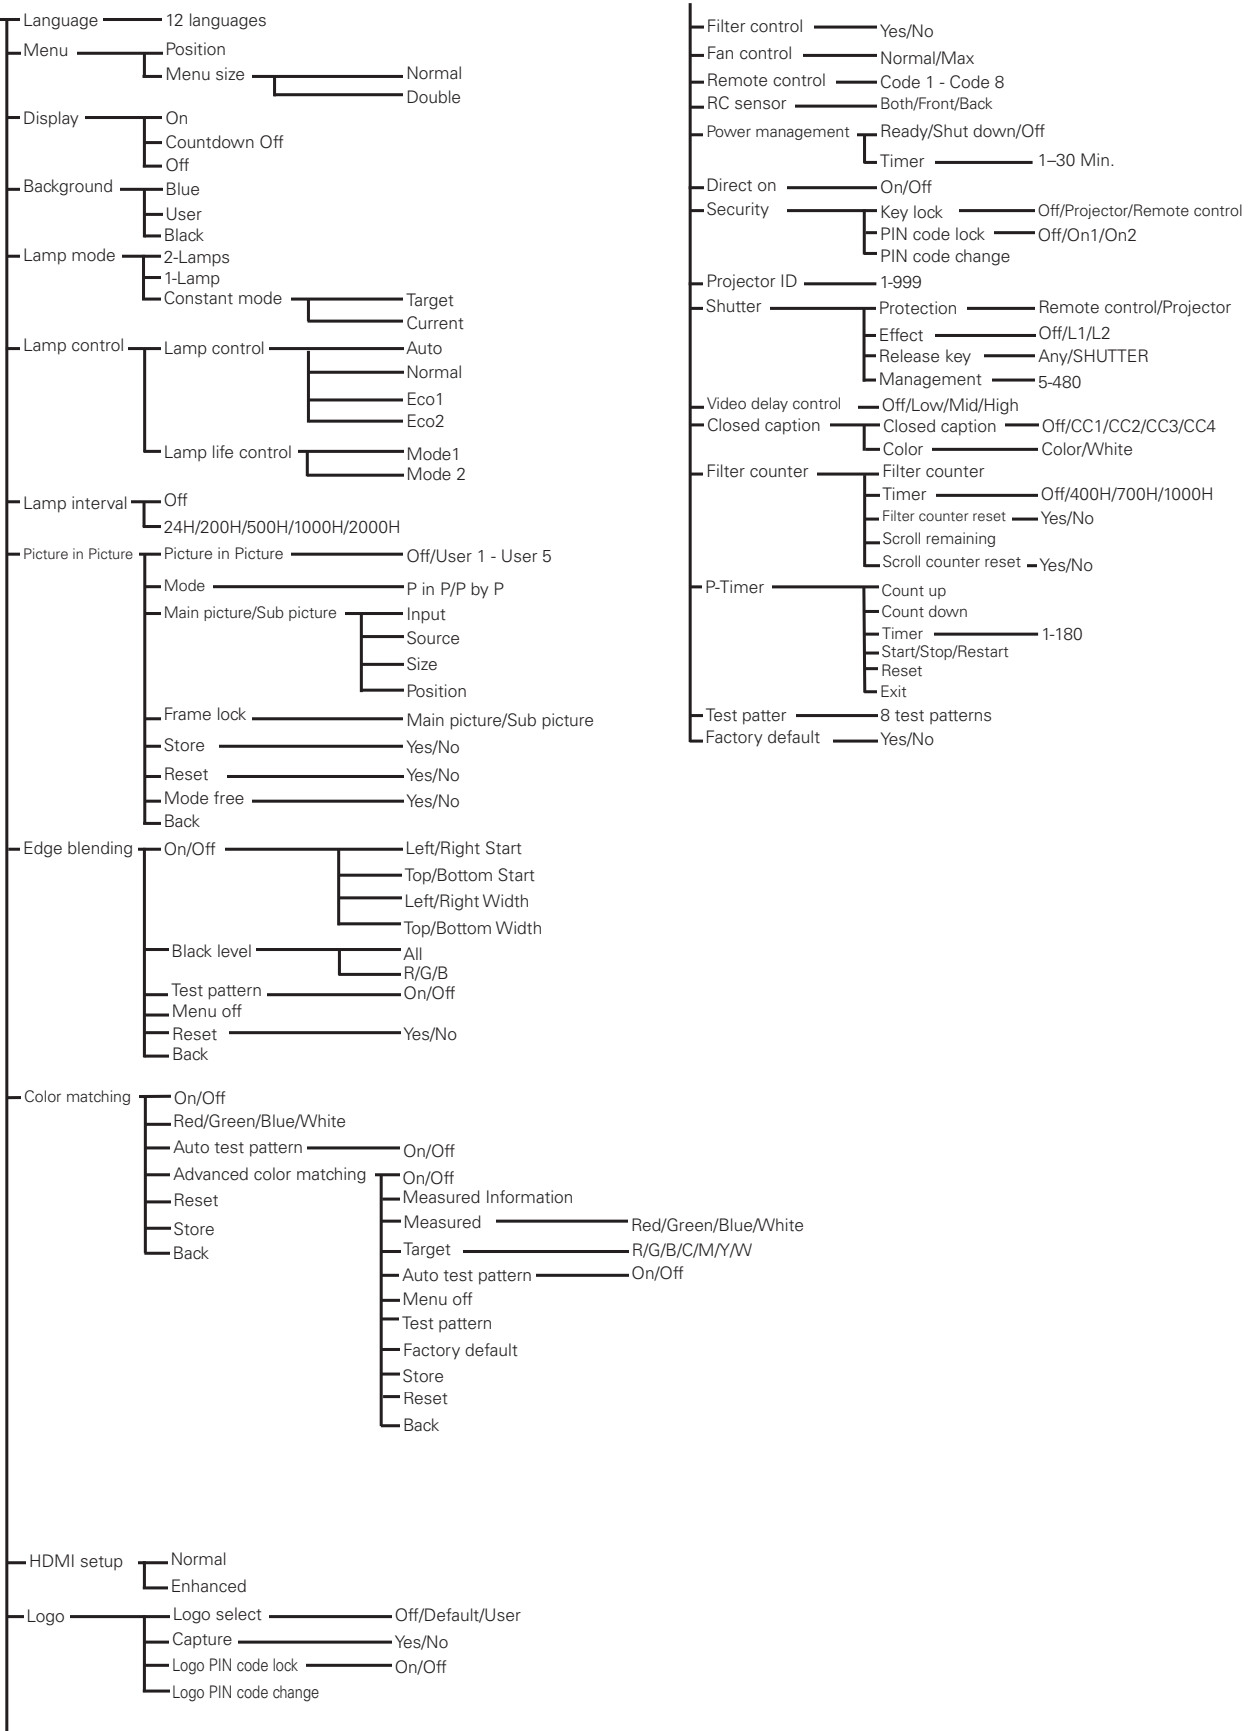 Language 12 languages
Menu Position
Menu size Normal
Double
Display On
Countdown Off
Off
Background Blue
User
Black
Lamp mode 2-Lamps
1-Lamp
Constant mode Target
Current
Lamp control Lamp control Auto
Normal
Eco1
Eco2
Lamp life control Mode1
Mode 2
Lamp interval Off
24H/200H/500H/1000H/2000H
Picture in Picture Picture in Picture Off/User 1 - User 5
Mode P in P/P by P
Main picture/Sub picture Input
Source
Size
Position
Frame lock Main picture/Sub picture
Store Yes/No
Reset Yes/No
Mode free Yes/No
Back
Edge blending On/Off Left/Right Start
Top/Bottom Start
Left/Right Width
Top/Bottom Width
Black level All
R/G/B
Test pattern On/Off
Menu off
Reset Yes/No
Back
Color matching On/Off
Red/Green/Blue/White
Auto test pattern On/Off
Advanced color matching On/Off
Reset Measured Information
Store Measured Red/Green/Blue/White
Back Target R/G/B/C/M/Y/W
Auto test pattern On/Off
Menu off
Test pattern
Factory default
Store
Reset
Back
HDMI setup Normal
Enhanced
Logo Logo select Off/Default/User
Capture Yes/No
Logo PIN code lock On/Off
Logo PIN code change
Filter control Yes/No
Fan control Normal/Max
Remote control Code 1 - Code 8
RC sensor Both/Front/Back
Power management Ready/Shut down/Off
Timer 1–30 Min.
Direct on On/Off
Security Key lock Off/Projector/Remote control
PIN code lock Off/On1/On2
PIN code change
Projector ID 1-999
Shutter Protection Remote control/Projector
Effect Off/L1/L2
Release key Any/SHUTTER
Management 5-480
Video delay control Off/Low/Mid/High
Closed caption Closed caption Off/CC1/CC2/CC3/CC4
Color Color/White
Filter counter Filter counter
Timer Off/400H/700H/1000H
Filter counter reset Yes/No
Scroll remaining
Scroll counter reset Yes/No
P-Timer Count up
Count down
Timer 1-180
Start/Stop/Restart
Reset
Exit
Test patter 8 test patterns
Factory default Yes/No